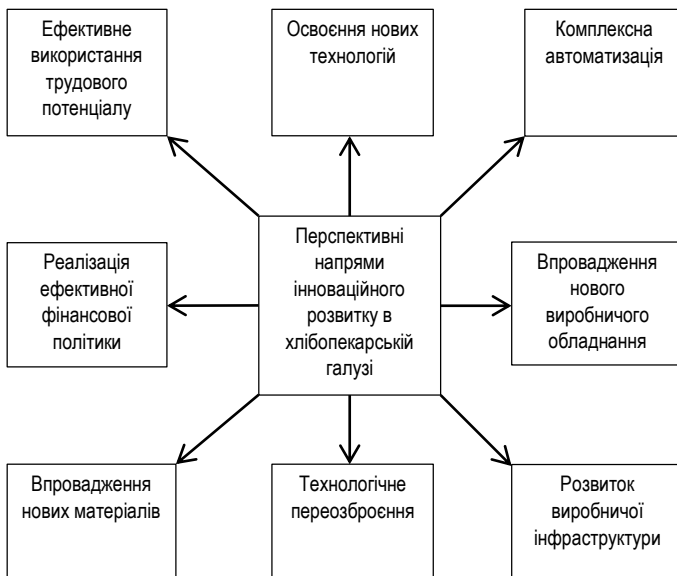 Ефективне
використання
трудового
потенціалу
Освоєння нових
технологій
Комплексна
автоматизація
Реалізація
ефективної
фінансової
політики
Перспективні
напрями
інноваційного
розвитку в
хлібопекарській
галузі
Впровадження
нового
виробничого
обладнання
Впровадження
нових матеріалів
Технологічне
переозброєння
Розвиток
виробничої
інфраструктури